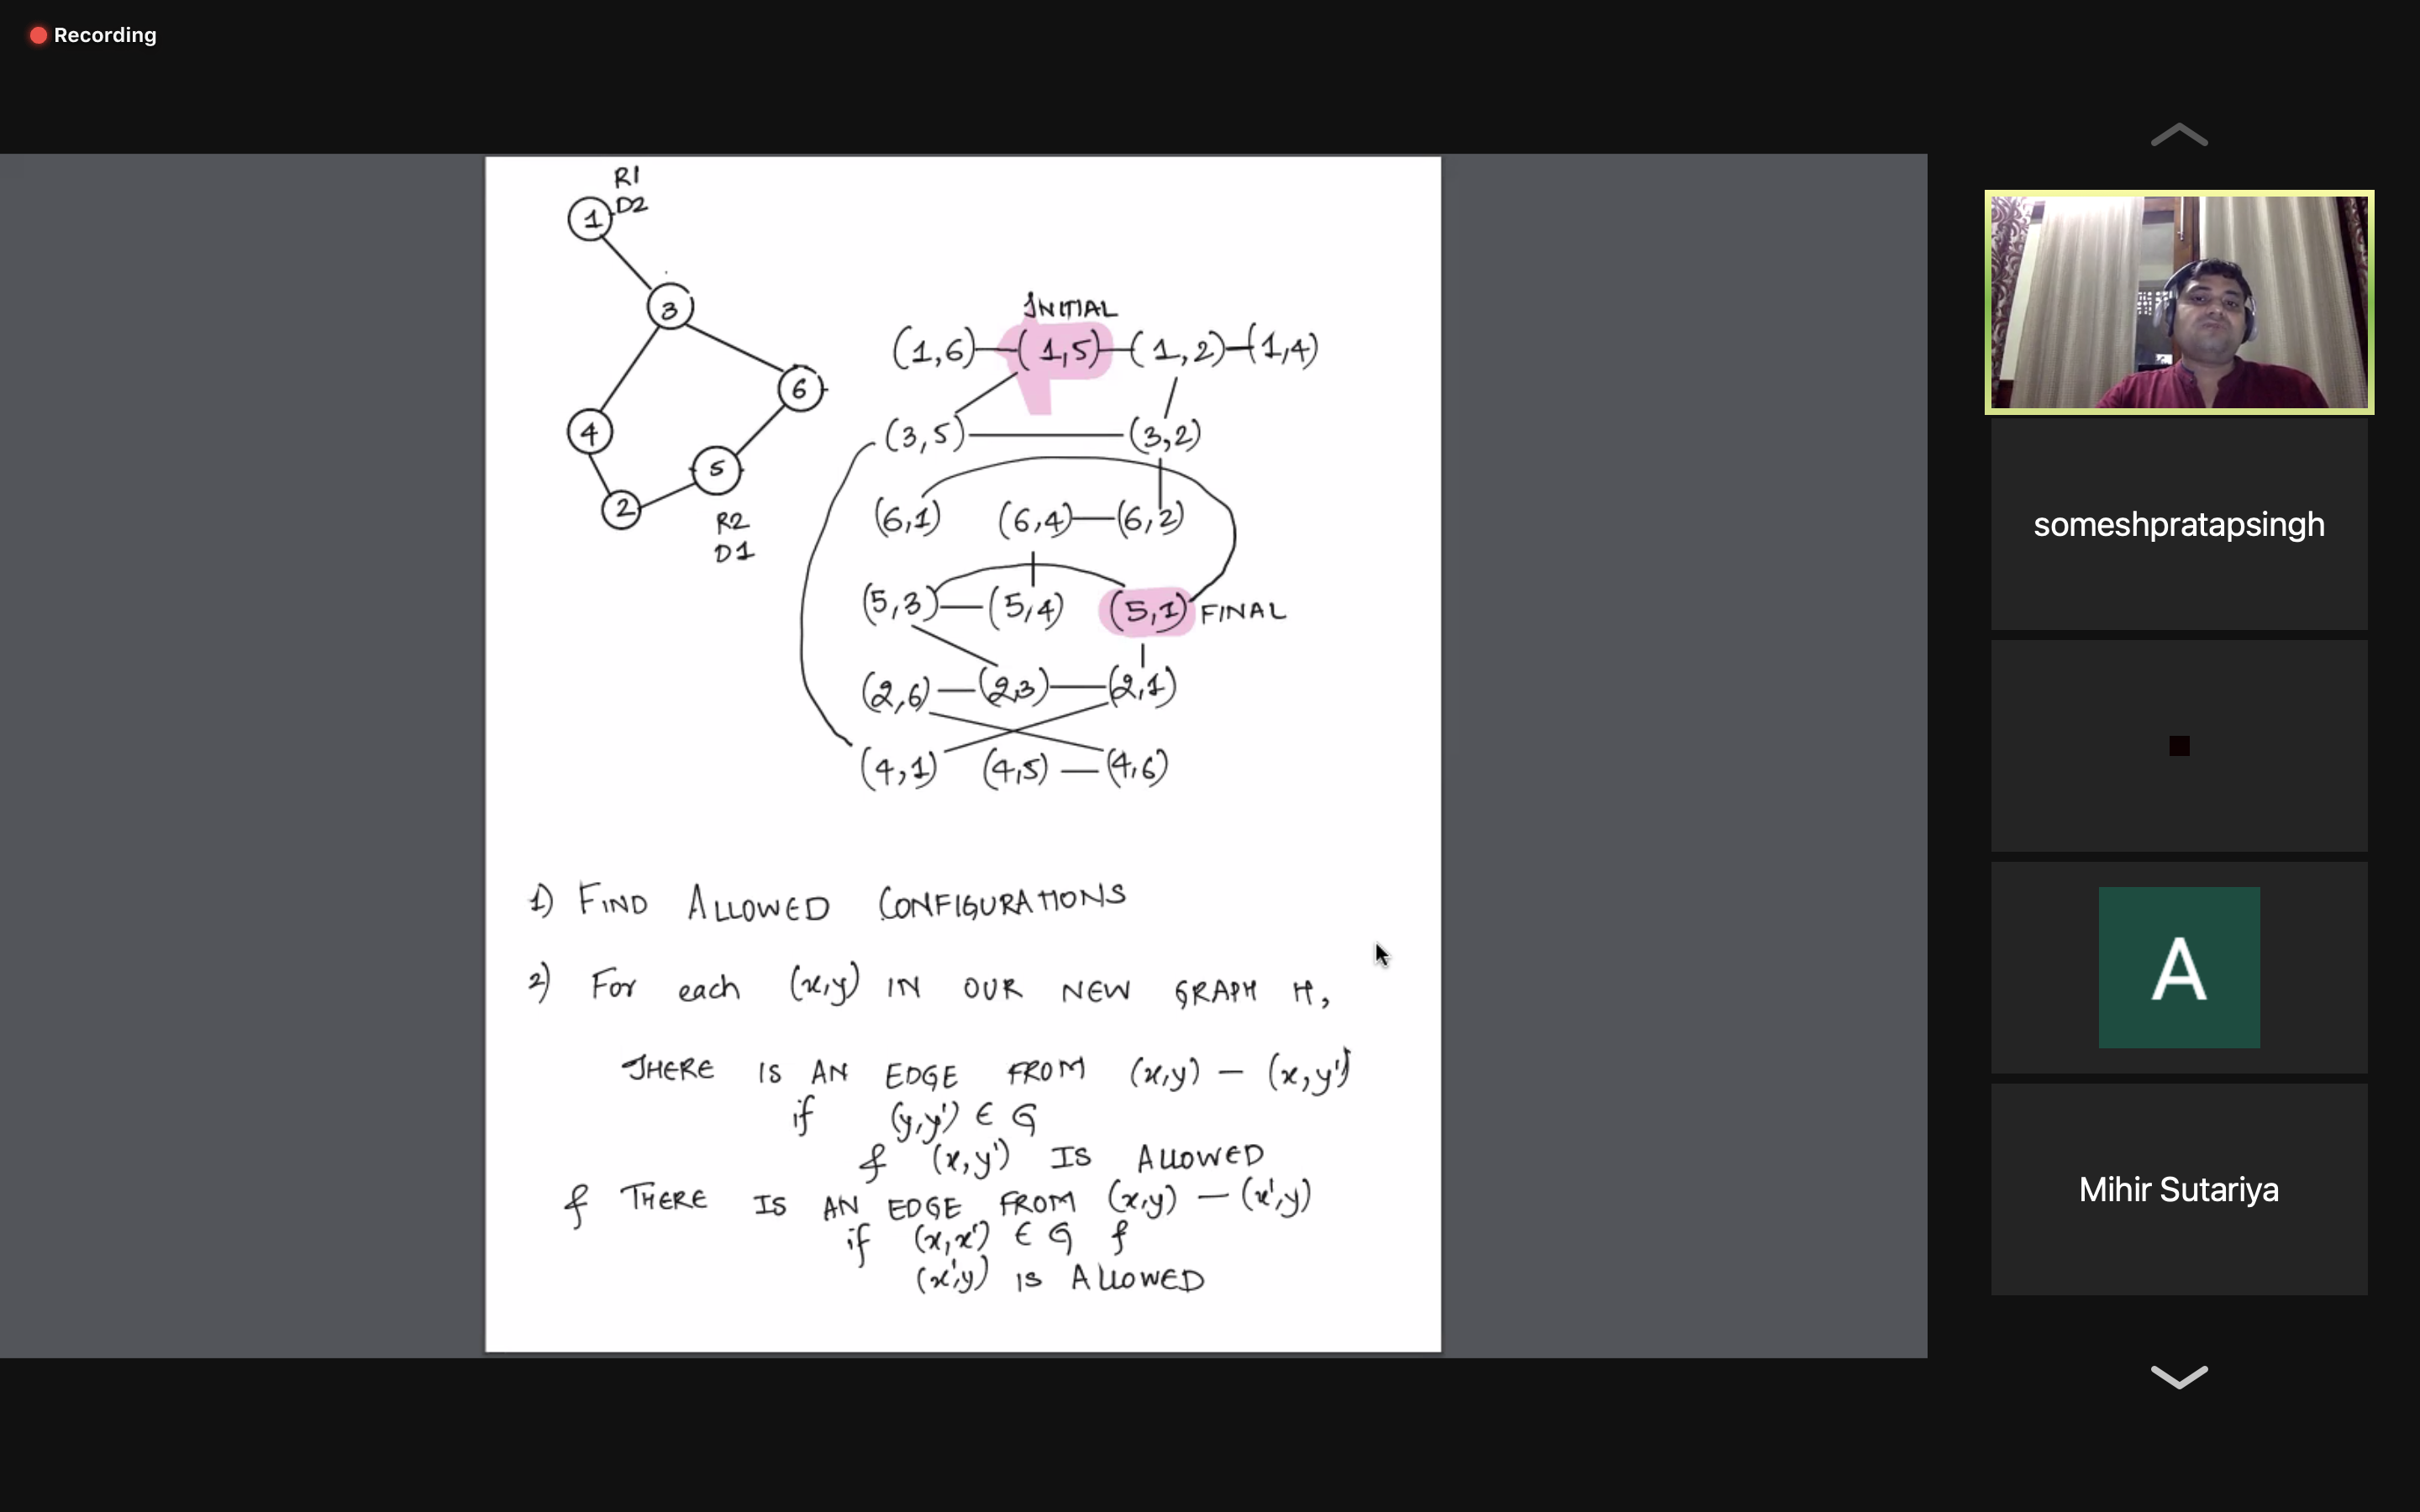 Recording
R1
D2
1
3
6
4
5
2
R2
D1
INITIAL
(1,6) — (1,5) — (1,2) — (1,4)
(3,5) — (3,2)
(6,1) (6,4) — (6,2)
(5,3) — (5,4) (5,1) FINAL
(2,6) — (2,3) — (2,1)
(4,1) (4,5) — (4,6)
1) FIND ALLOWED CONFIGURATIONS
2) For each (x,y) IN OUR NEW GRAPH H,
THERE IS AN EDGE FROM (x,y) — (x,y')
if (y,y') ∈ G
& (x,y') IS ALLOWED
& THERE IS AN EDGE FROM (x,y) — (x',y)
if (x,x') ∈ G &
(x',y) IS ALLOWED
someshpratapsingh
A
Mihir Sutariya